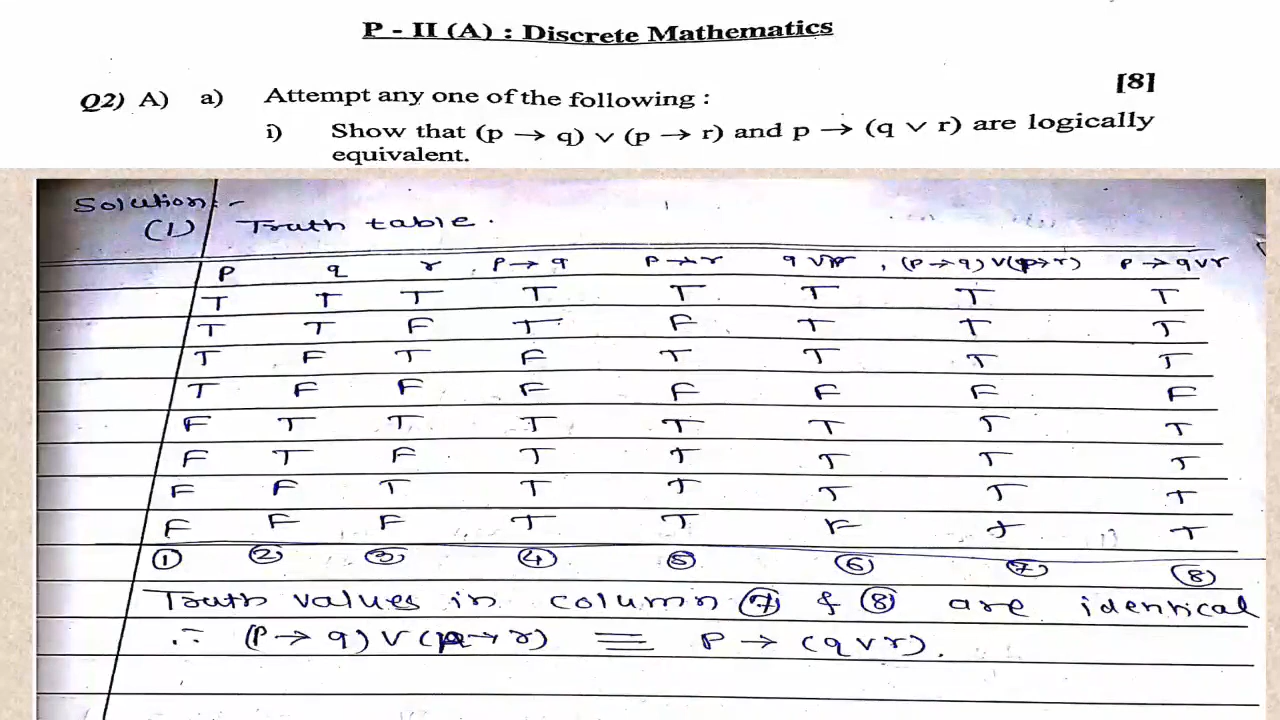 P - II (A) : Discrete Mathematics
[8]
Q2) A) a) Attempt any one of the following :
i) Show that (p → q) ∨ (p → r) and p → (q ∨ r) are logically
equivalent.
Solution:-
(1) Truth table.
p q r p→q p→r q∨r , (p→q)∨(p→r) p→q∨r
T T T T T T T T
T T F T F T T T
T F T F T T T T
T F F F F F F F
F T T T T T T T
F T F T T T T T
F F T T T T T T
F F F T T F T T
① ② ③ ④ ⑤ ⑥ ⑦ ⑧
Truth values in column ⑦ & ⑧ are identical
∴ (p→q)∨(p→r) ≡ p→(q∨r).